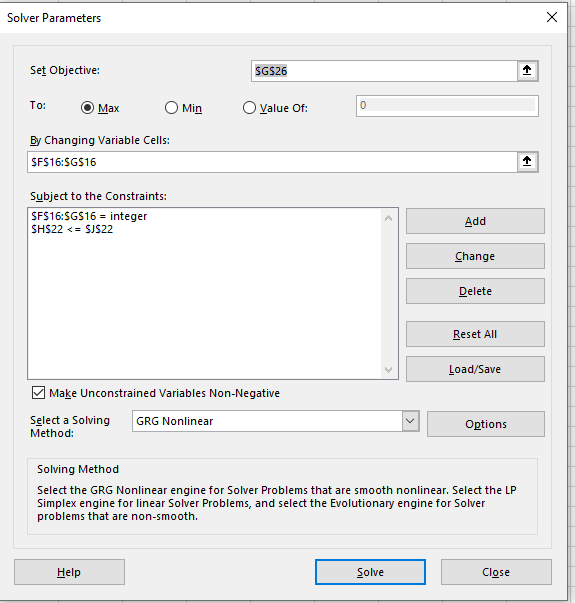 Solver Parameters
Set Objective:
$G$26
To:
Max
Min
Value Of:
0
By Changing Variable Cells:
$F$16:$G$16
Subject to the Constraints:
$F$16:$G$16 = integer
$H$22 <= $J$22
Add
Change
Delete
Reset All
Load/Save
Make Unconstrained Variables Non-Negative
Select a Solving
Method:
GRG Nonlinear
Options
Solving Method
Select the GRG Nonlinear engine for Solver Problems that are smooth nonlinear. Select the LP
Simplex engine for linear Solver Problems, and select the Evolutionary engine for Solver
problems that are non-smooth.
Help
Solve
Close